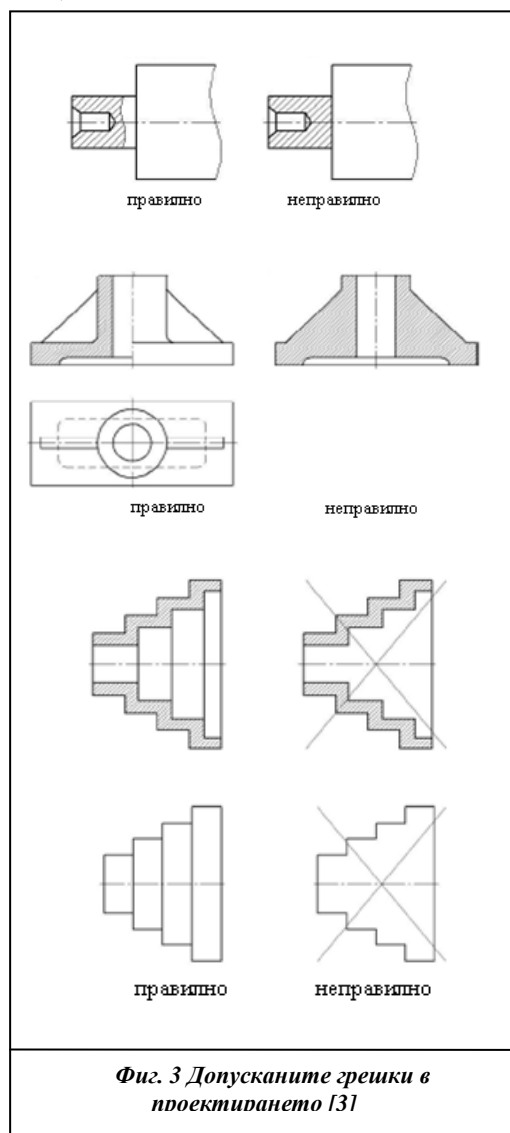 правилно неправилно
правилно неправилно
правилно неправилно
Фиг. 3 Допусканите грешки в
проектирането [3]